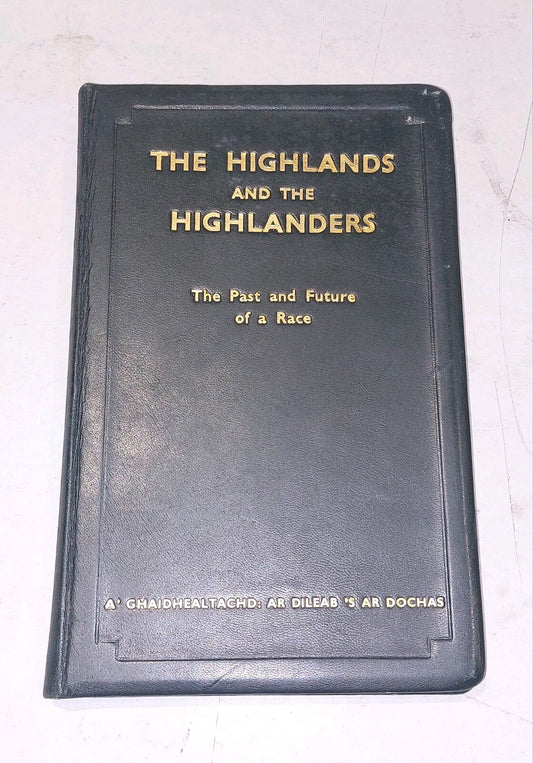 THE HIGHLANDS
AND THE
HIGHLANDERS
The Past and Future
of a Race
A' GHAIDHEALTACHD: AR DILEAB 'S AR DOCHAS